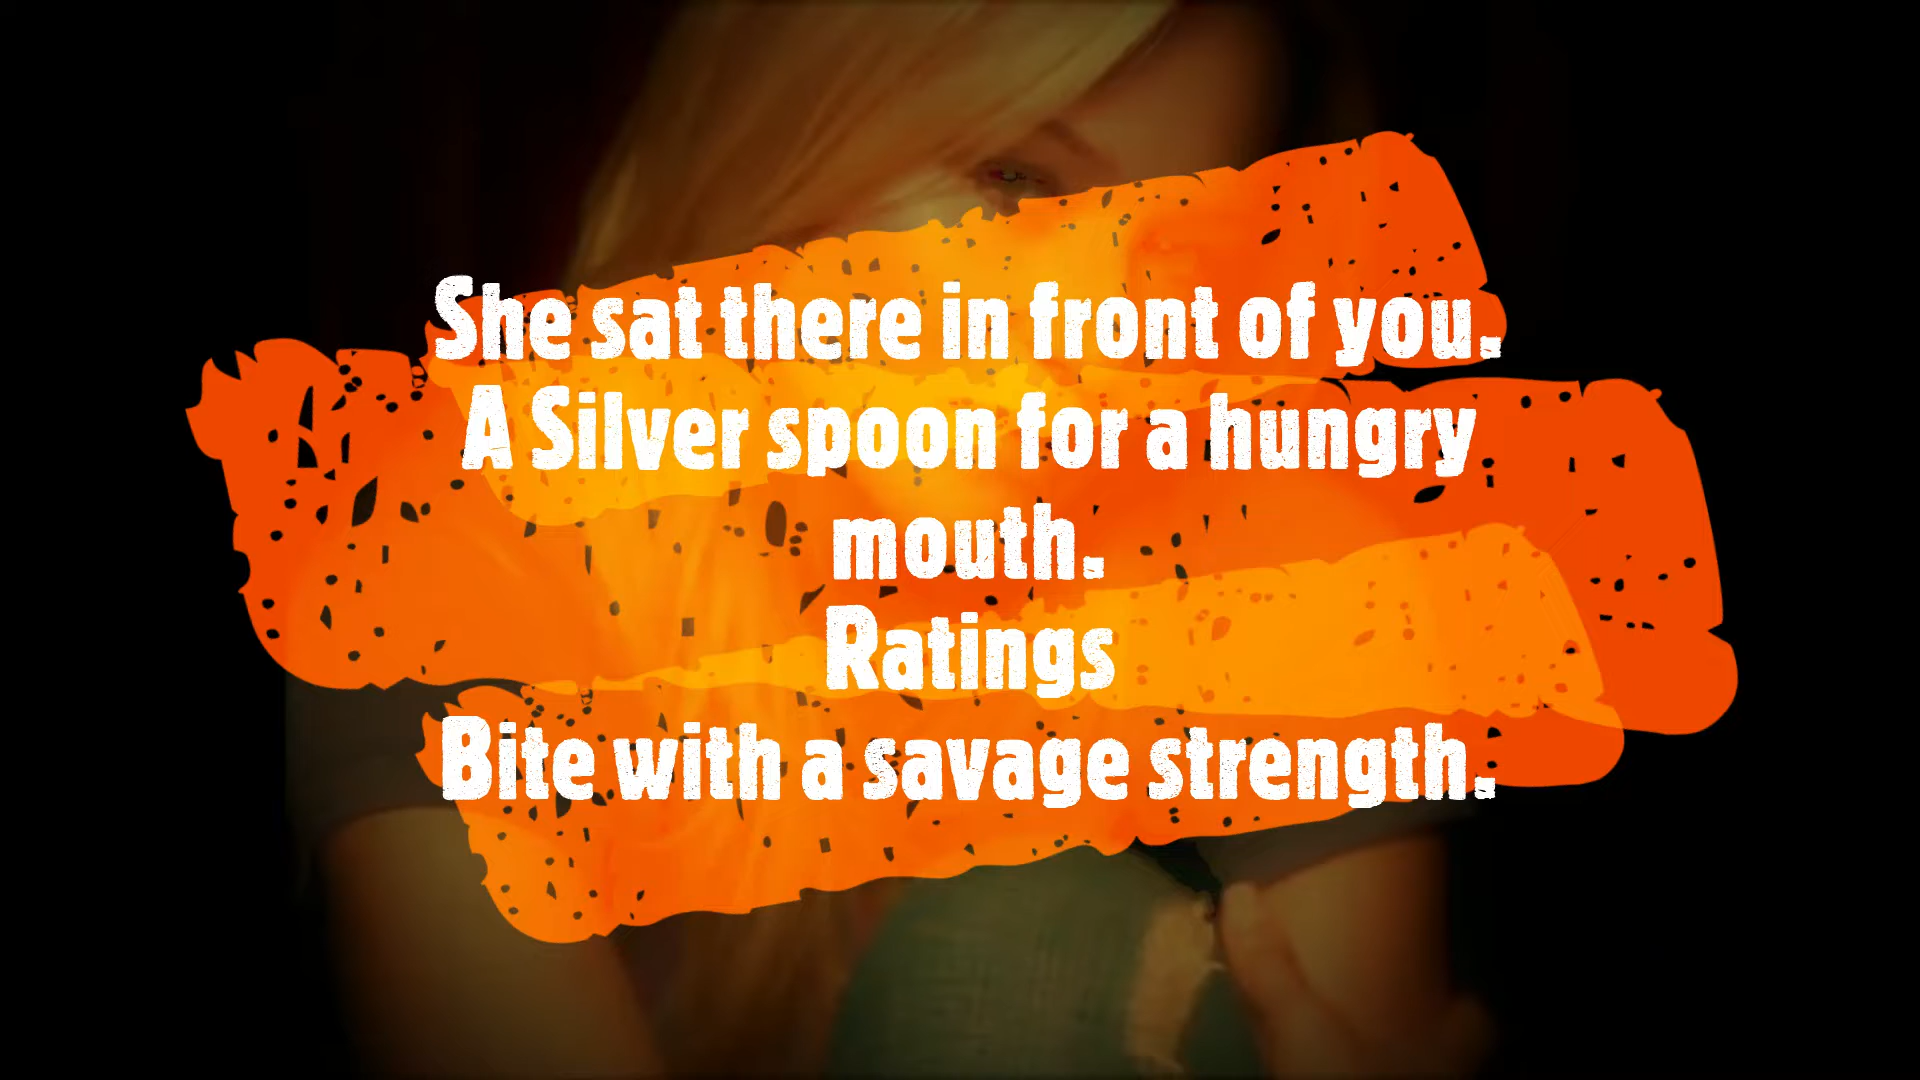 She sat there in front of you.
A Silver spoon for a hungry
mouth.
Ratings
Bite with a savage strength.